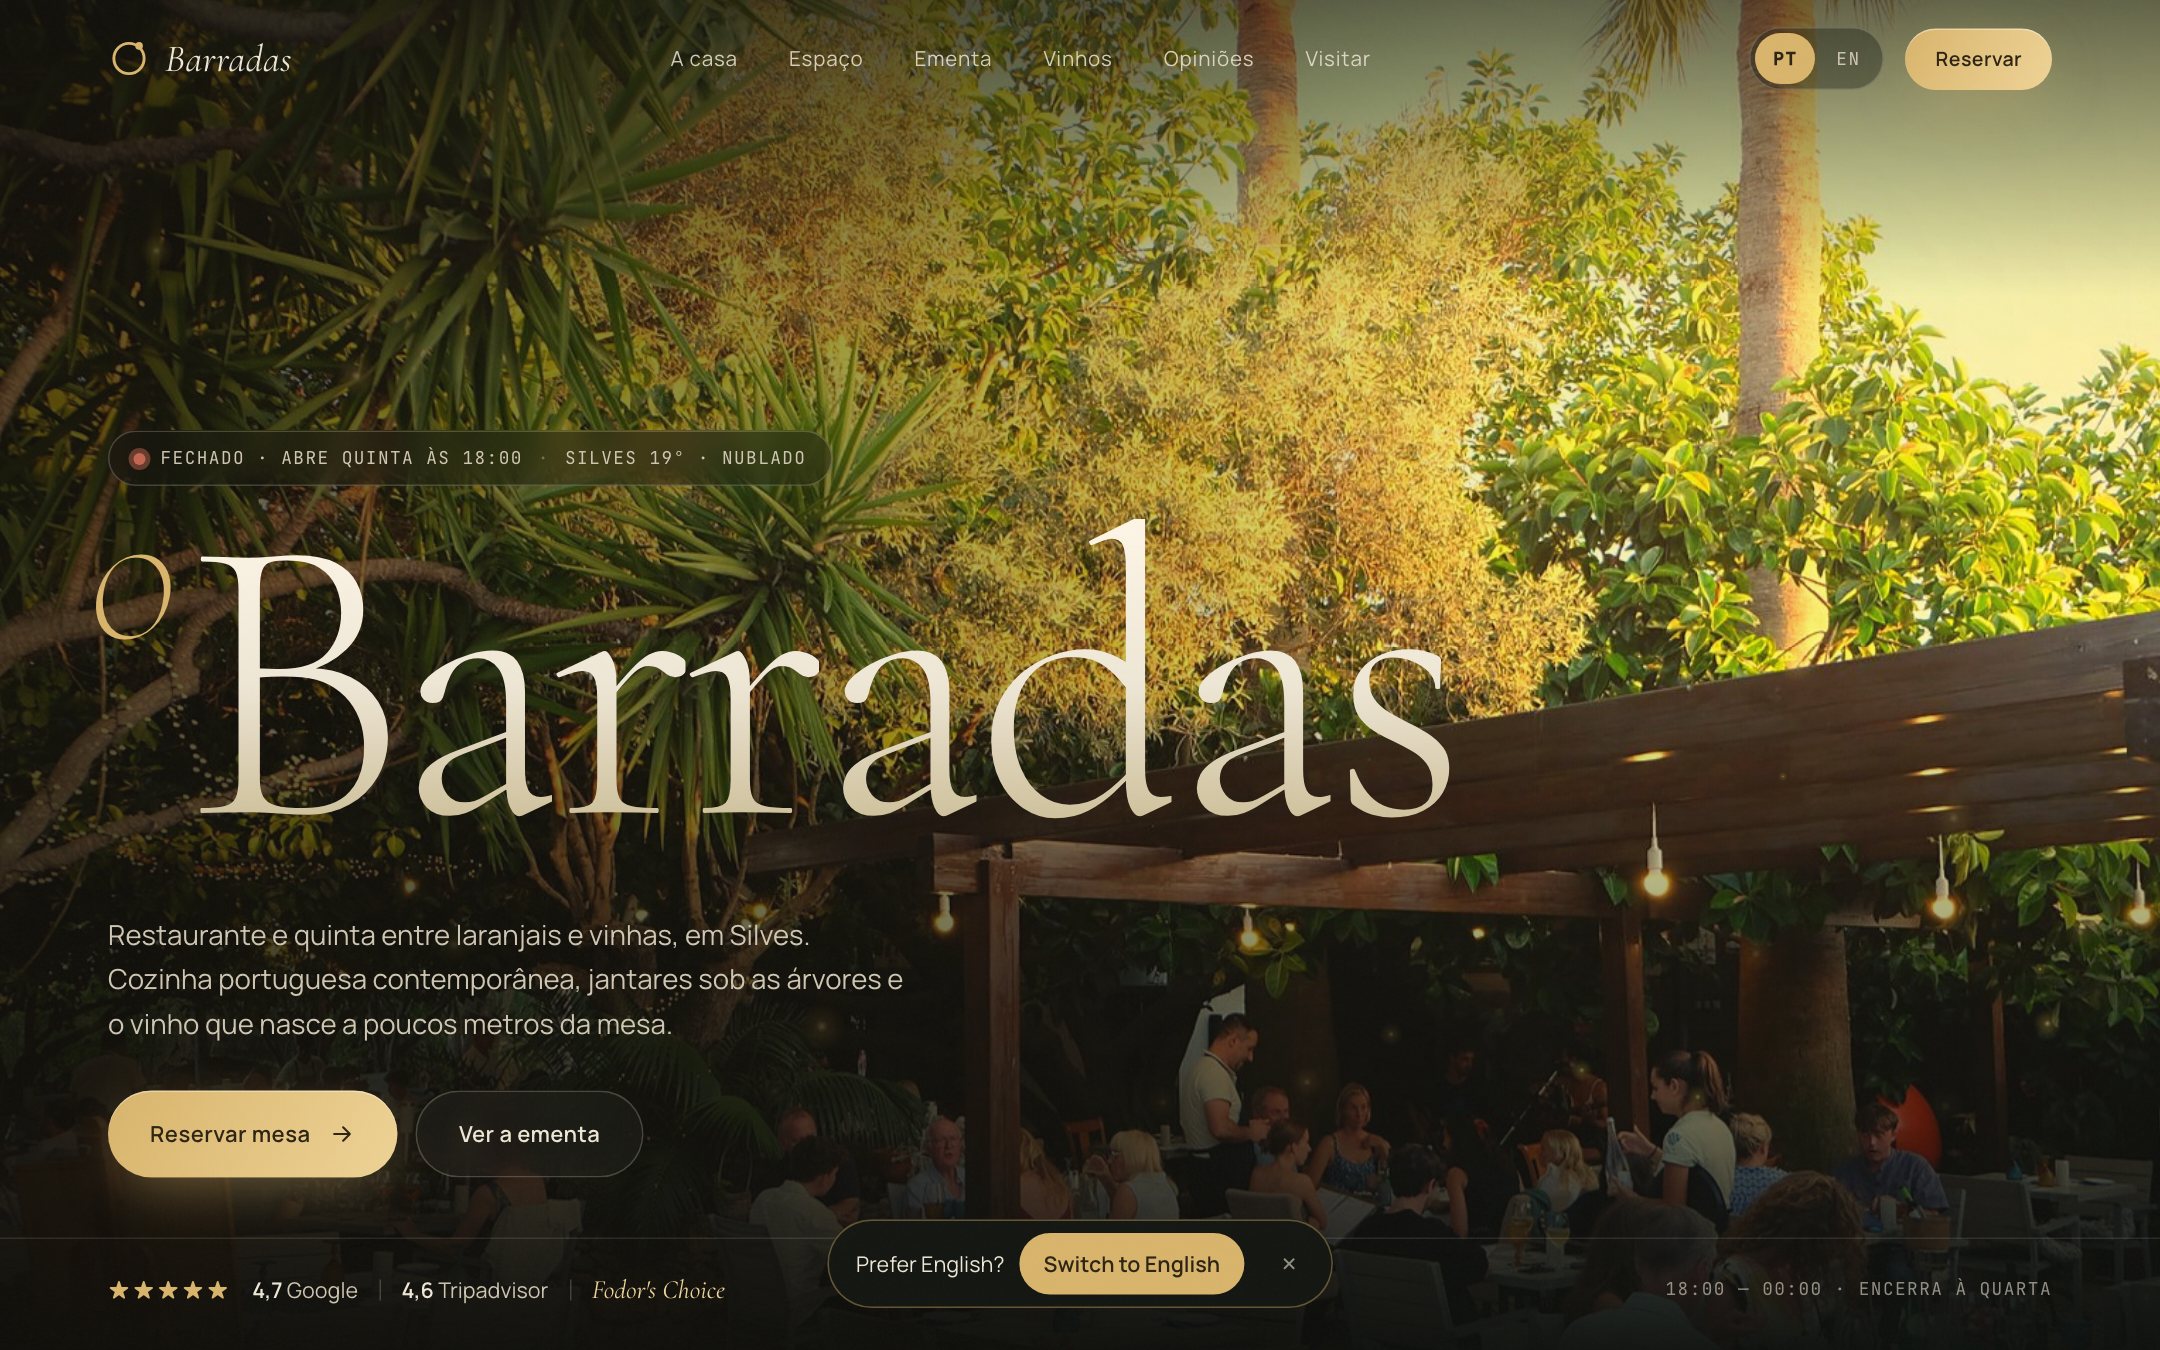 Barradas
A casa Espaço Ementa Vinhos Opiniões Visitar
PT EN Reservar
FECHADO · ABRE QUINTA ÀS 18:00 · SILVES 19° · NUBLADO
O Barradas
Restaurante e quinta entre laranjais e vinhas, em Silves.
Cozinha portuguesa contemporânea, jantares sob as árvores e
o vinho que nasce a poucos metros da mesa.
Reservar mesa → Ver a ementa
Prefer English? Switch to English ×
★★★★★ 4,7 Google | 4,6 Tripadvisor | Fodor's Choice
18:00 — 00:00 · ENCERRA À QUARTA